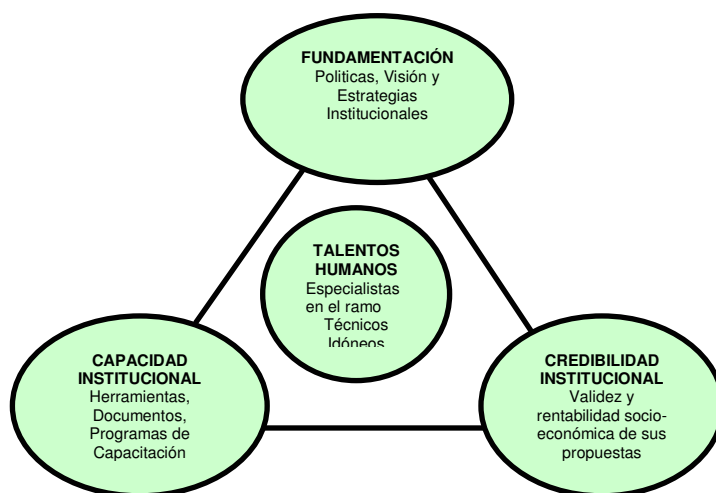 FUNDAMENTACIÓN
Politicas, Visión y
Estrategias
Institucionales
TALENTOS
HUMANOS
Especialistas
en el ramo
Técnicos
Idóneos
CAPACIDAD
INSTITUCIONAL
Herramientas,
Documentos,
Programas de
Capacitación
CREDIBILIDAD
INSTITUCIONAL
Validez y
rentabilidad socio-
económica de sus
propuestas